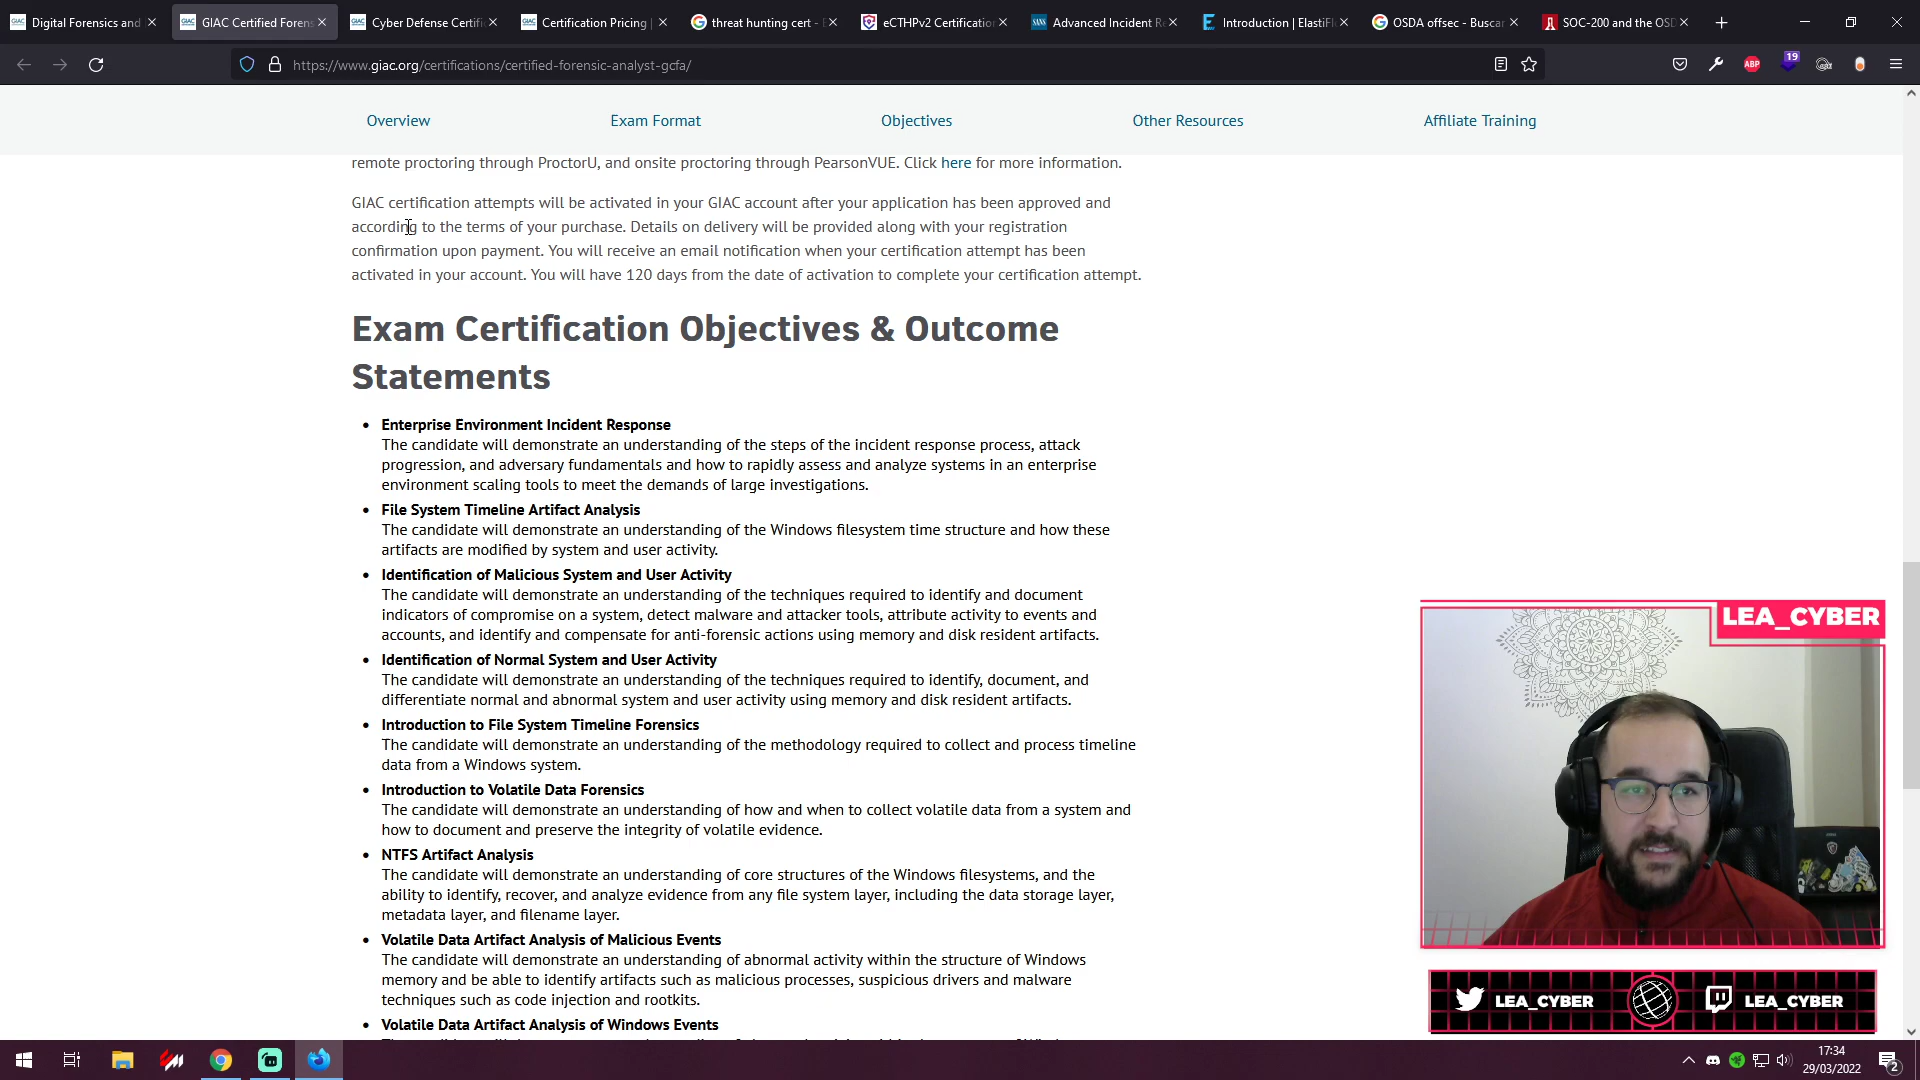 Digital Forensics and
GIAC Certified Foren
Cyber Defense Certifi
Certification Pricing |
threat hunting cert - 
eCTHPv2 Certificatio
Advanced Incident R
Introduction | ElastiFl
OSDA offsec - Buscar
SOC-200 and the OSD
https://www.giac.org/certifications/certified-forensic-analyst-gcfa/
ABP
19
Overview
Exam Format
Objectives
Other Resources
Affiliate Training
remote proctoring through ProctorU, and onsite proctoring through PearsonVUE. Click here for more information.
GIAC certification attempts will be activated in your GIAC account after your application has been approved and
according to the terms of your purchase. Details on delivery will be provided along with your registration
confirmation upon payment. You will receive an email notification when your certification attempt has been
activated in your account. You will have 120 days from the date of activation to complete your certification attempt.
Exam Certification Objectives & Outcome
Statements
• Enterprise Environment Incident Response
The candidate will demonstrate an understanding of the steps of the incident response process, attack
progression, and adversary fundamentals and how to rapidly assess and analyze systems in an enterprise
environment scaling tools to meet the demands of large investigations.
• File System Timeline Artifact Analysis
The candidate will demonstrate an understanding of the Windows filesystem time structure and how these
artifacts are modified by system and user activity.
• Identification of Malicious System and User Activity
The candidate will demonstrate an understanding of the techniques required to identify and document
indicators of compromise on a system, detect malware and attacker tools, attribute activity to events and
accounts, and identify and compensate for anti-forensic actions using memory and disk resident artifacts.
• Identification of Normal System and User Activity
The candidate will demonstrate an understanding of the techniques required to identify, document, and
differentiate normal and abnormal system and user activity using memory and disk resident artifacts.
• Introduction to File System Timeline Forensics
The candidate will demonstrate an understanding of the methodology required to collect and process timeline
data from a Windows system.
• Introduction to Volatile Data Forensics
The candidate will demonstrate an understanding of how and when to collect volatile data from a system and
how to document and preserve the integrity of volatile evidence.
• NTFS Artifact Analysis
The candidate will demonstrate an understanding of core structures of the Windows filesystems, and the
ability to identify, recover, and analyze evidence from any file system layer, including the data storage layer,
metadata layer, and filename layer.
• Volatile Data Artifact Analysis of Malicious Events
The candidate will demonstrate an understanding of abnormal activity within the structure of Windows
memory and be able to identify artifacts such as malicious processes, suspicious drivers and malware
techniques such as code injection and rootkits.
• Volatile Data Artifact Analysis of Windows Events
LEA_CYBER
LEA_CYBER
LEA_CYBER
17:34
29/03/2022
2